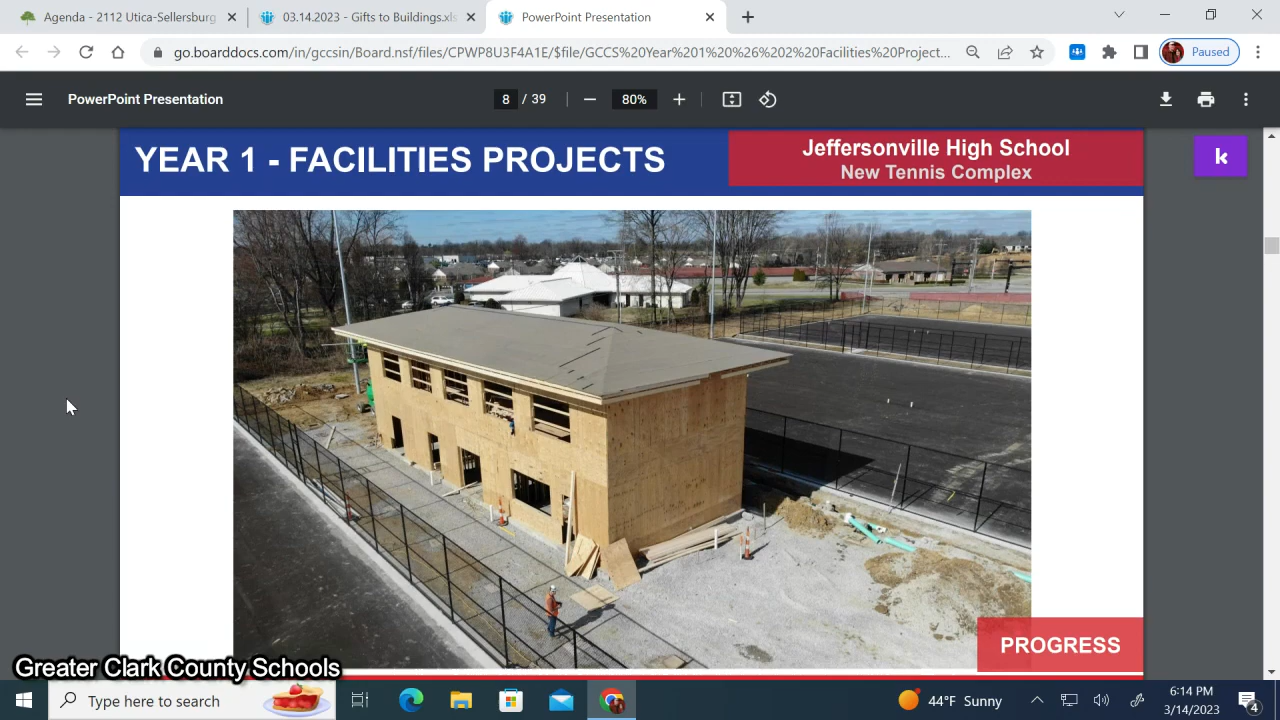 Agenda - 2112 Utica-Sellersburg
03.14.2023 - Gifts to Buildings.xls
PowerPoint Presentation
go.boarddocs.com/in/gccsin/Board.nsf/files/CPWP8U3F4A1E/$file/GCCS%20Year%201%20%26%202%20Facilities%20Project...
Paused
PowerPoint Presentation
8 / 39
80%
YEAR 1 - FACILITIES PROJECTS
Jeffersonville High School
New Tennis Complex
k
PROGRESS
Greater Clark County Schools
Type here to search
44°F Sunny
6:14 PM
3/14/2023
4